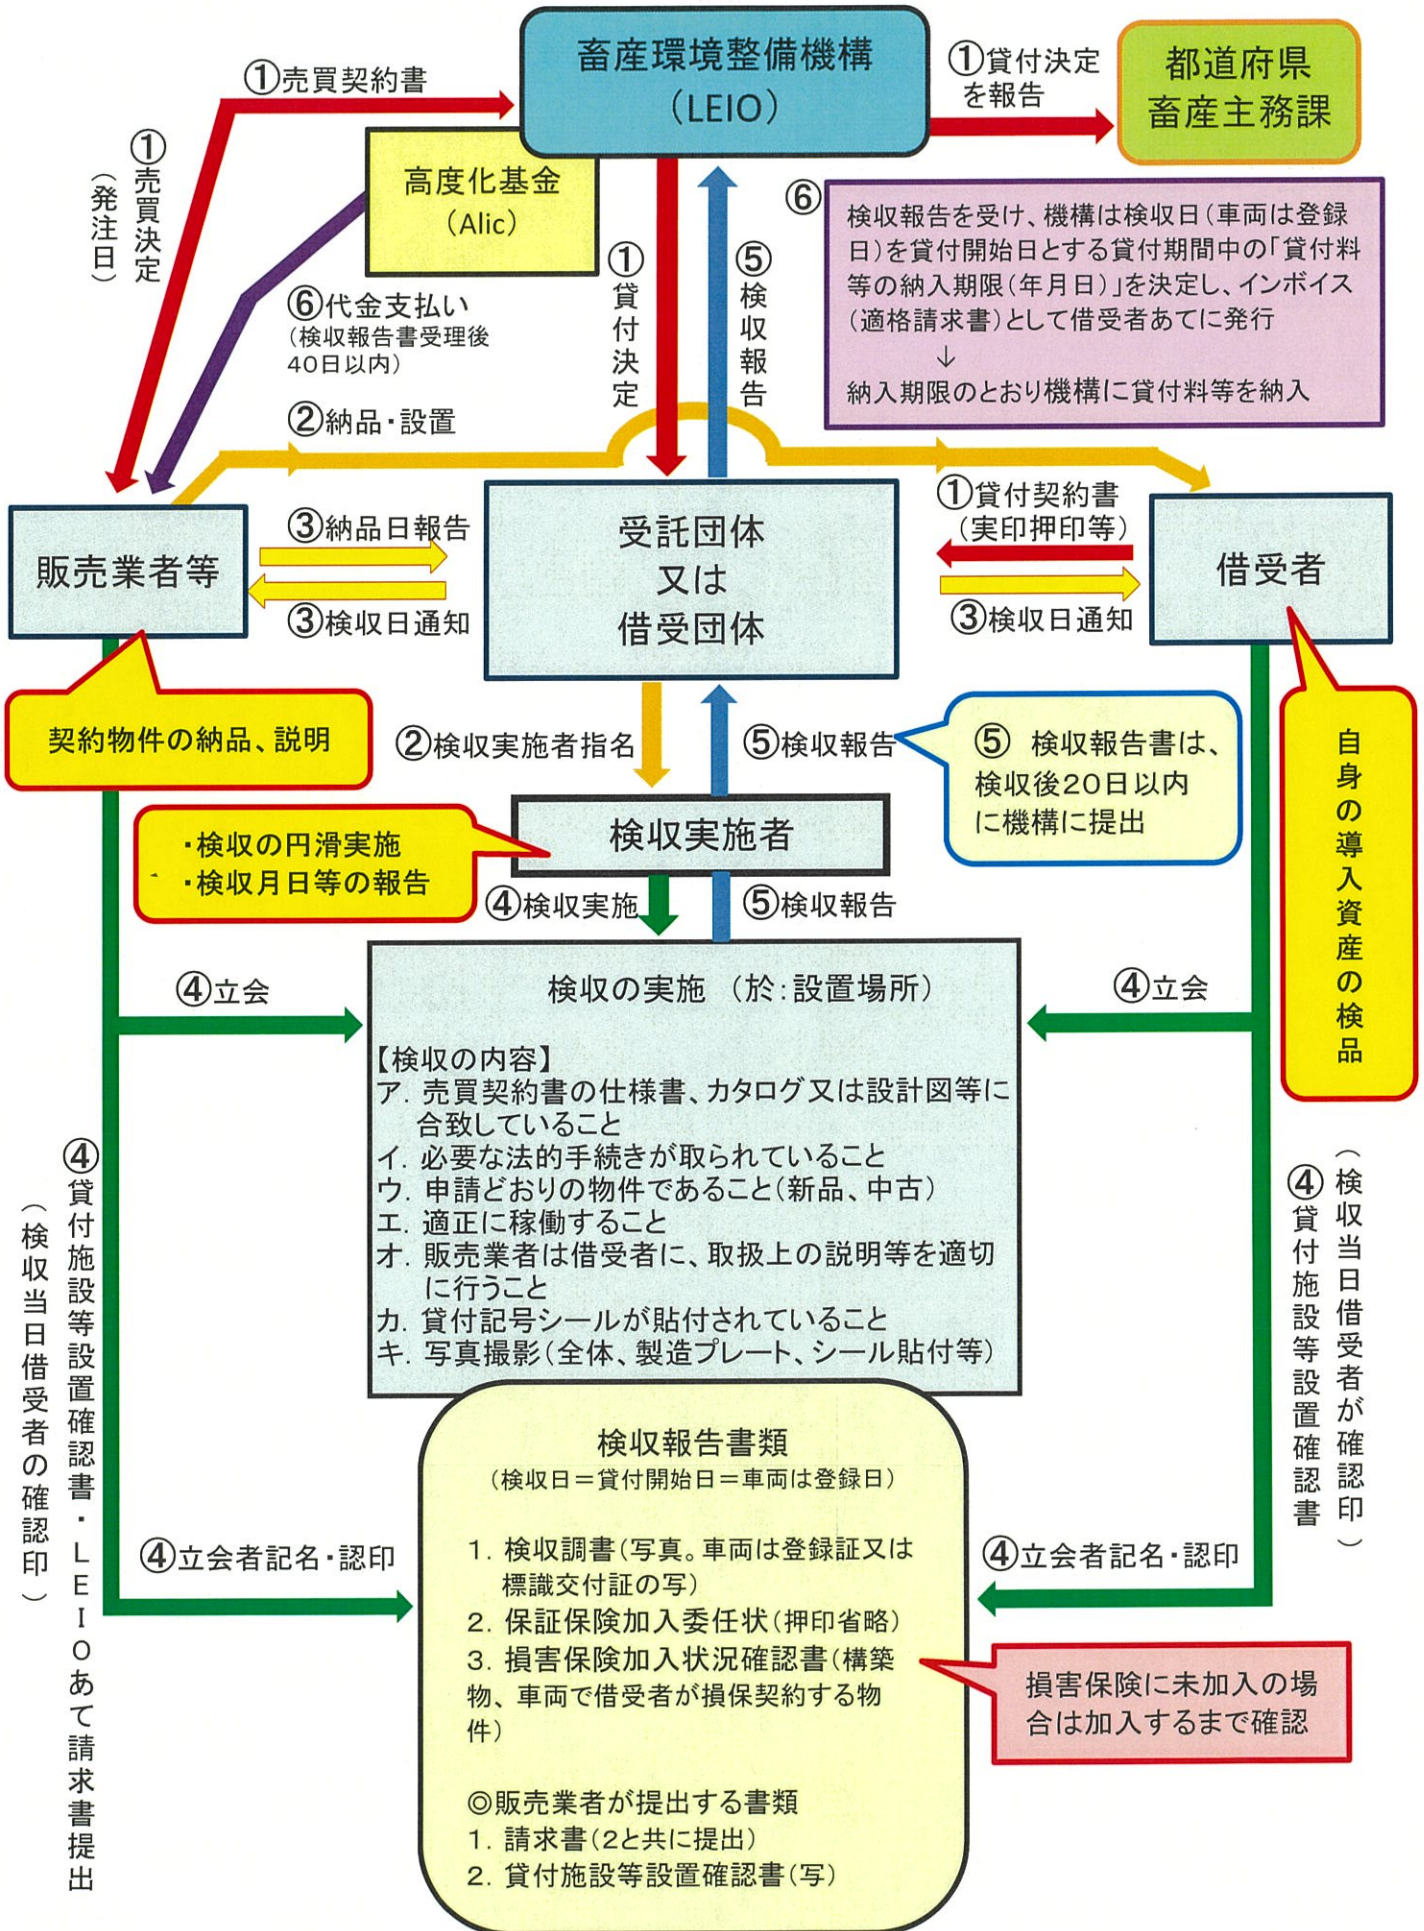 畜産環境整備機構
（LEIO）
都道府県
畜産主務課
①貸付決定
を報告
①売買契約書
①売買決定
（発注日）
高度化基金
（Alic）
⑥代金支払い
（検収報告書受理後
40日以内）
①貸付決定
⑤検収報告
⑥
検収報告を受け、機構は検収日（車両は登録
日）を貸付開始日とする貸付期間中の「貸付料
等の納入期限（年月日）」を決定し、インボイス
（適格請求書）として借受者あてに発行
↓
納入期限のとおり機構に貸付料等を納入
②納品・設置
販売業者等
③納品日報告
③検収日通知
受託団体
又は
借受団体
①貸付契約書
（実印押印等）
③検収日通知
借受者
契約物件の納品、説明
②検収実施者指名
⑤検収報告
⑤ 検収報告書は、
検収後20日以内
に機構に提出
自身の導入資産の検品
・検収の円滑実施
・検収月日等の報告
検収実施者
④検収実施
⑤検収報告
④立会
④立会
検収の実施 （於：設置場所）
【検収の内容】
ア．売買契約書の仕様書、カタログ又は設計図等に
合致していること
イ．必要な法的手続きが取られていること
ウ．申請どおりの物件であること（新品、中古）
エ．適正に稼働すること
オ．販売業者は借受者に、取扱上の説明等を適切
に行うこと
カ．貸付記号シールが貼付されていること
キ．写真撮影（全体、製造プレート、シール貼付等）
④貸付施設等設置確認書・LEIOあて請求書提出
（検収当日借受者の確認印）
（検収当日借受者が確認印）
④貸付施設等設置確認書
④立会者記名・認印
④立会者記名・認印
検収報告書類
（検収日＝貸付開始日＝車両は登録日）
1．検収調書（写真。車両は登録証又は
標識交付証の写）
2．保証保険加入委任状（押印省略）
3．損害保険加入状況確認書（構築
物、車両で借受者が損保契約する物
件）
◎販売業者が提出する書類
1．請求書（2と共に提出）
2．貸付施設等設置確認書（写）
損害保険に未加入の場
合は加入するまで確認